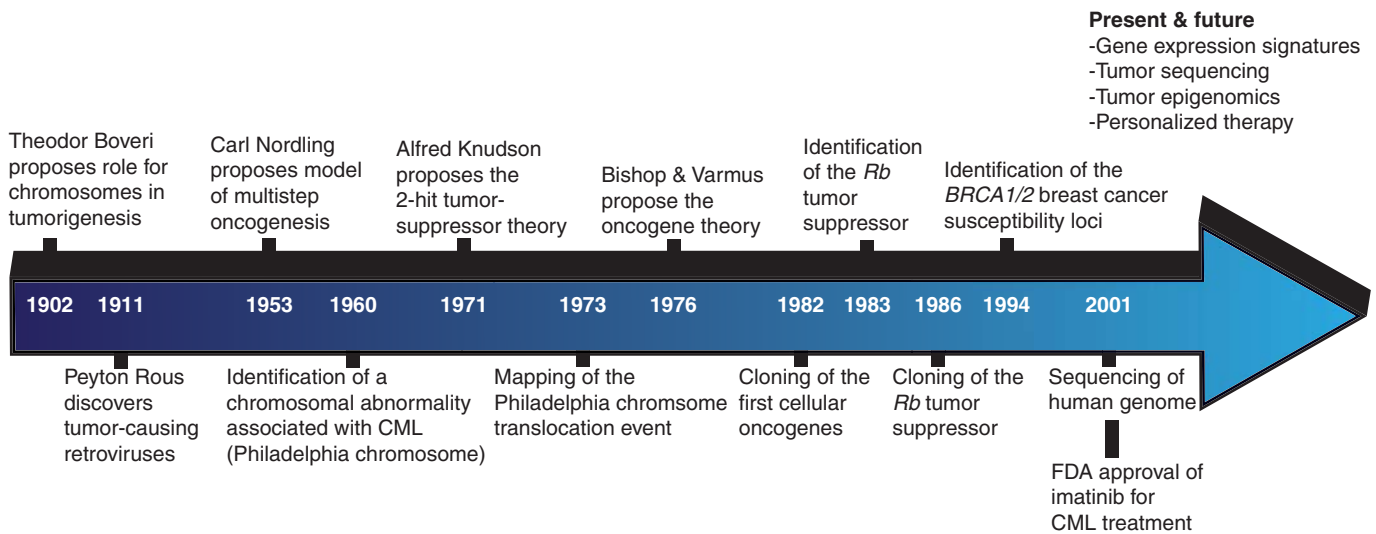 Present & future
-Gene expression signatures
-Tumor sequencing
-Tumor epigenomics
-Personalized therapy
Theodor Boveri
proposes role for
chromosomes in
tumorigenesis
Carl Nordling
proposes model
of multistep
oncogenesis
Alfred Knudson
proposes the
2-hit tumor-
suppressor theory
Bishop & Varmus
propose the
oncogene theory
Identification
of the Rb
tumor
suppressor
Identification of the
BRCA1/2 breast cancer
susceptibility loci
1902 1911 1953 1960 1971 1973 1976 1982 1983 1986 1994 2001
Peyton Rous
discovers
tumor-causing
retroviruses
Identification of a
chromosomal abnormality
associated with CML
(Philadelphia chromosome)
Mapping of the
Philadelphia chromsome
translocation event
Cloning of the
first cellular
oncogenes
Cloning of the
Rb tumor
suppressor
Sequencing of
human genome
FDA approval of
imatinib for
CML treatment